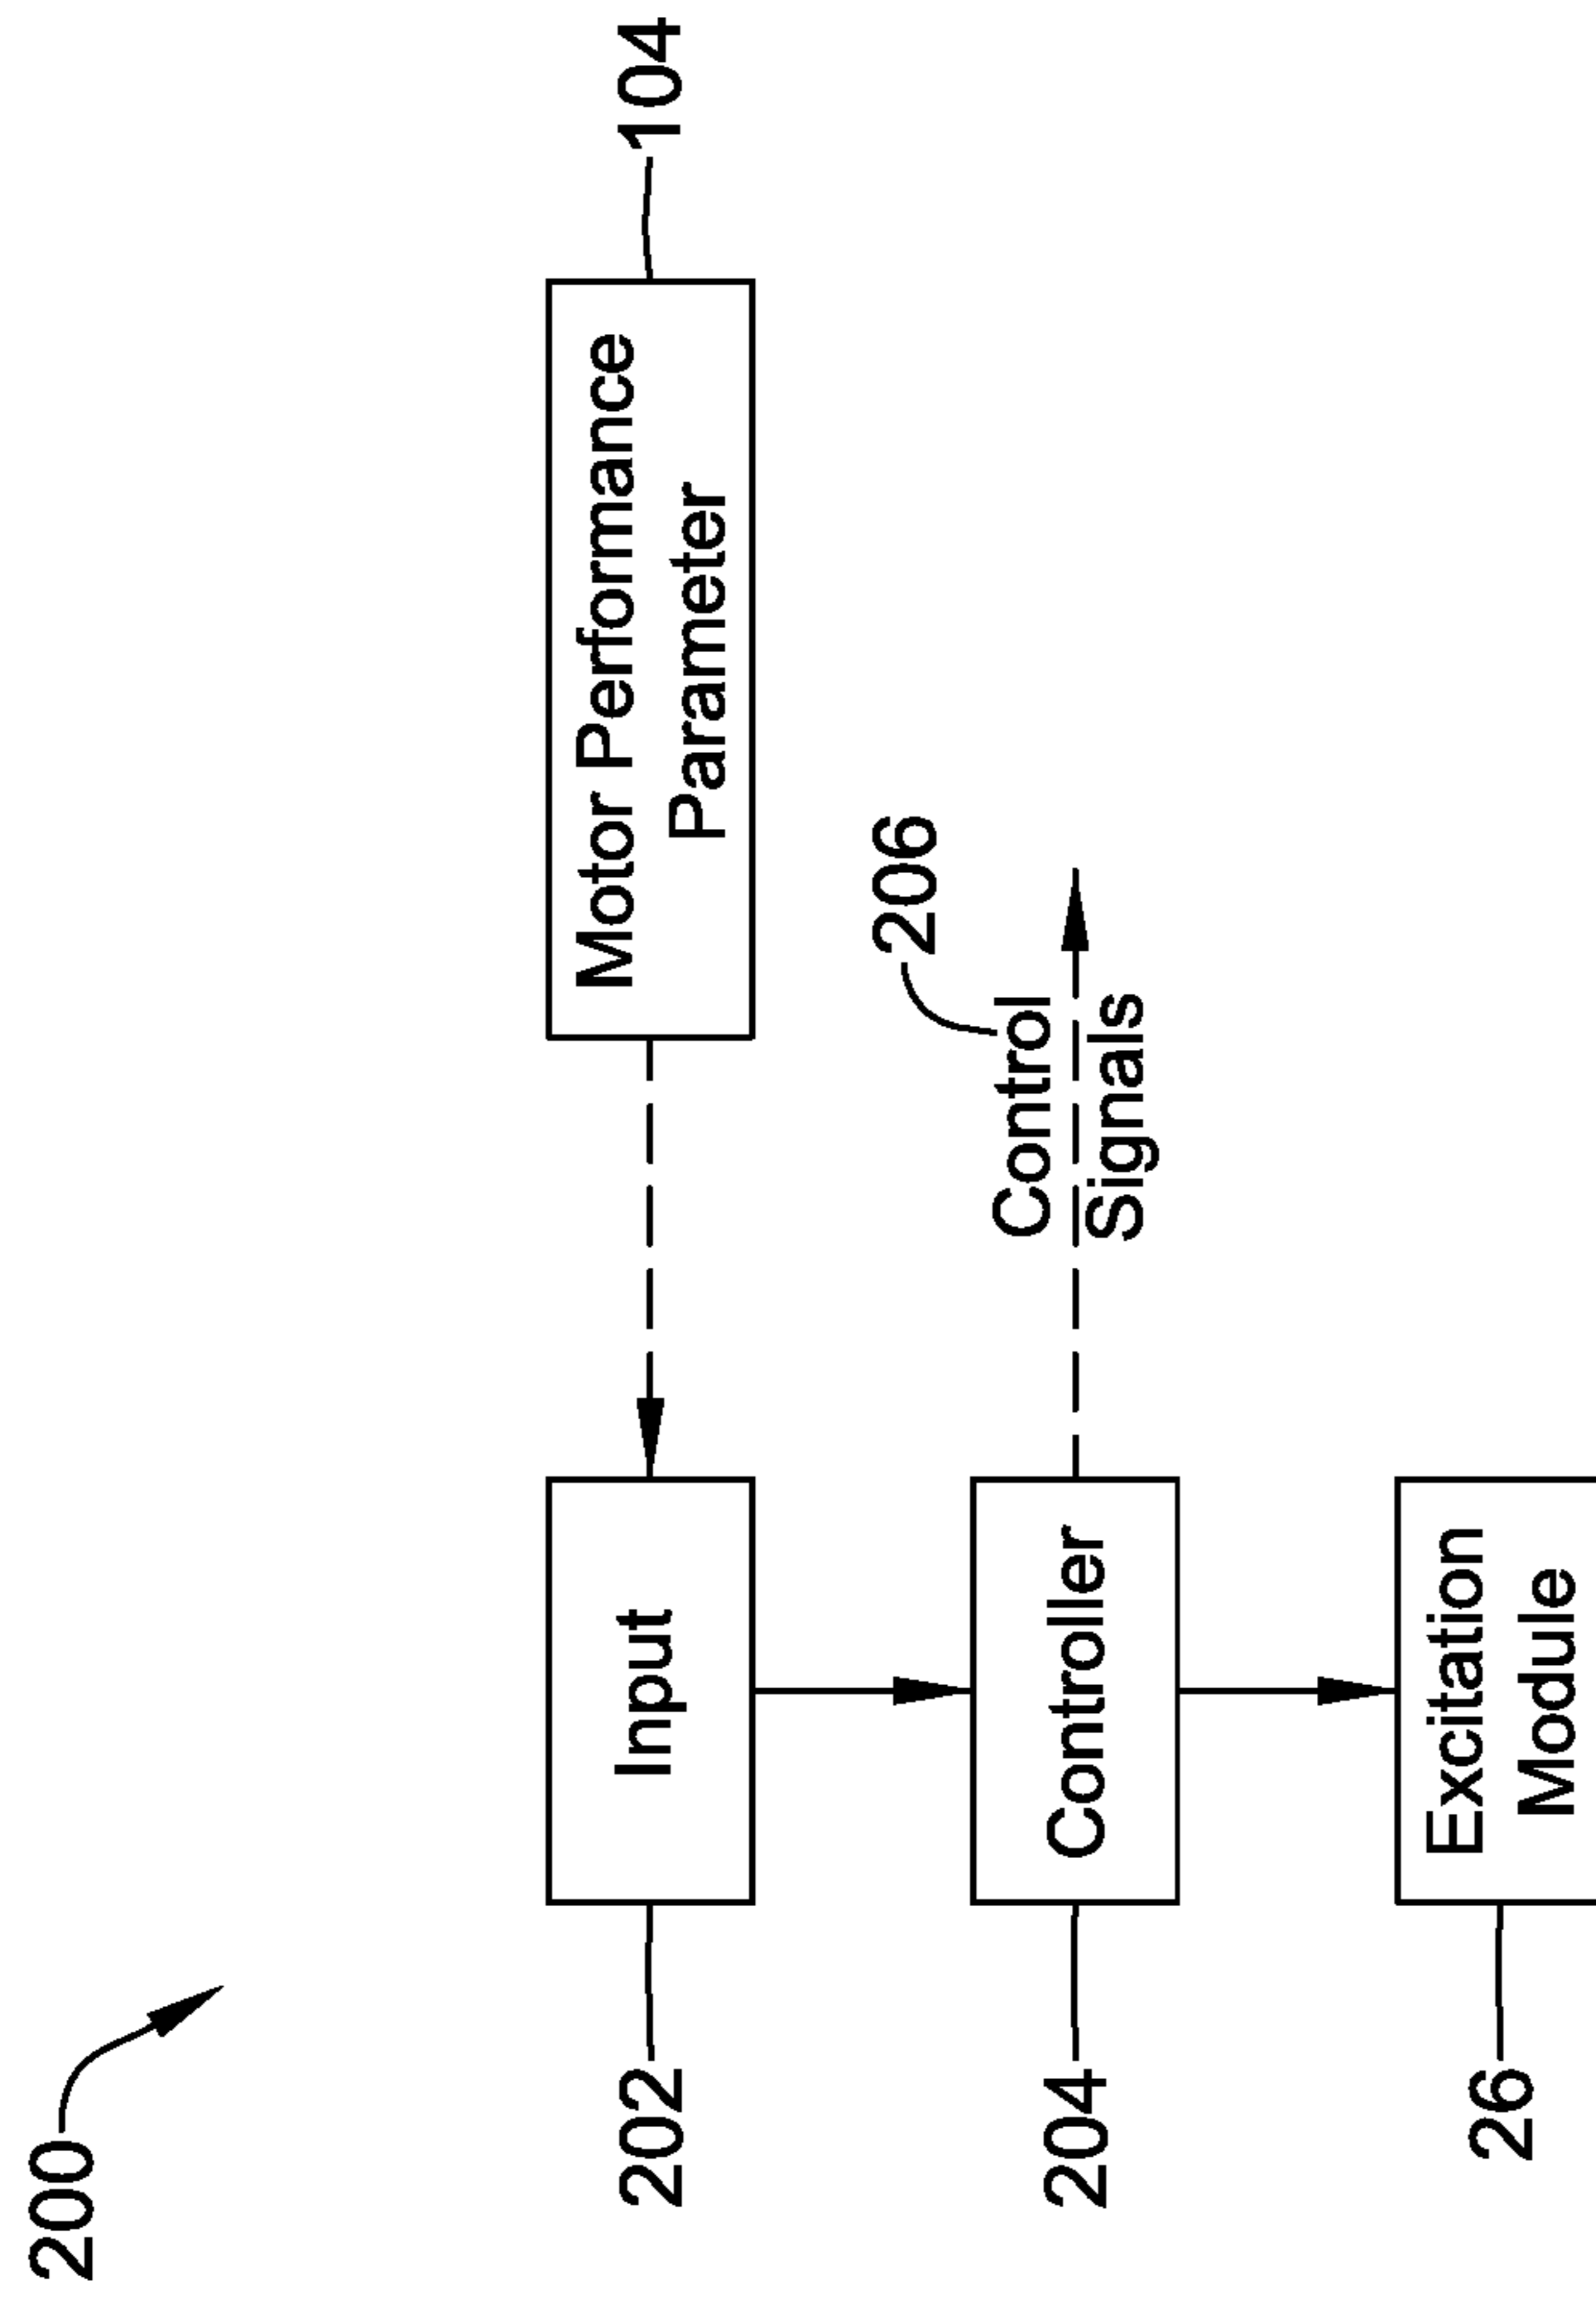 200
202
Input
Motor Performance
Parameter
104
206
204
Controller
Control
Signals
26
Excitation
Module